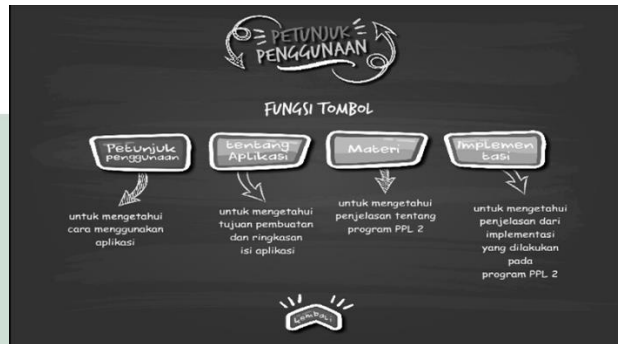 PETUNJUK
PENGGUNAAN
FUNGSI TOMBOL
Petunjuk
penggunaan
tentang
Aplikasi
Materi
Implemen
tasi
untuk mengetahui
cara menggunakan
aplikasi
untuk mengetahui
tujuan pembuatan
dan ringkasan
isi aplikasi
untuk mengetahui
penjelasan tentang
program PPL 2
untuk mengetahui
penjelasan dari
implementasi
yang dilakukan
pada
program PPL 2
kembali